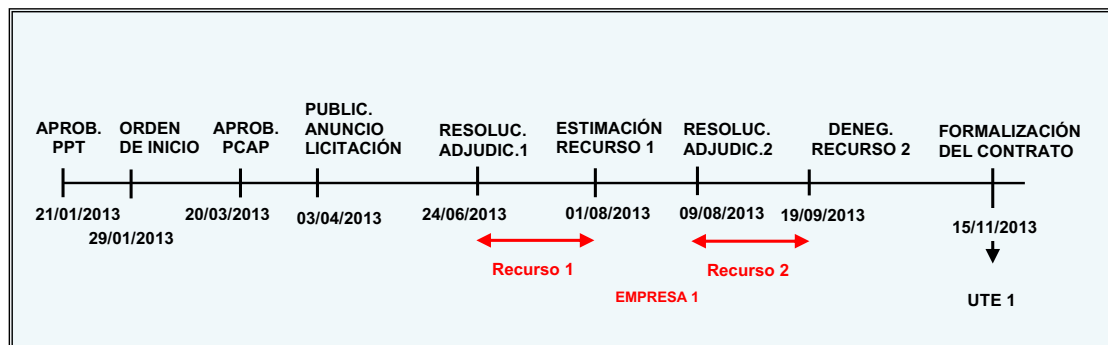 APROB.
PPT
ORDEN
DE INICIO
APROB.
PCAP
PUBLIC.
ANUNCIO
LICITACIÓN
RESOLUC.
ADJUDIC.1
ESTIMACIÓN
RECURSO 1
RESOLUC.
ADJUDIC.2
DENEG.
RECURSO 2
FORMALIZACIÓN
DEL CONTRATO
21/01/2013
29/01/2013
20/03/2013
03/04/2013
24/06/2013
01/08/2013
09/08/2013
19/09/2013
15/11/2013
Recurso 1
Recurso 2
EMPRESA 1
UTE 1